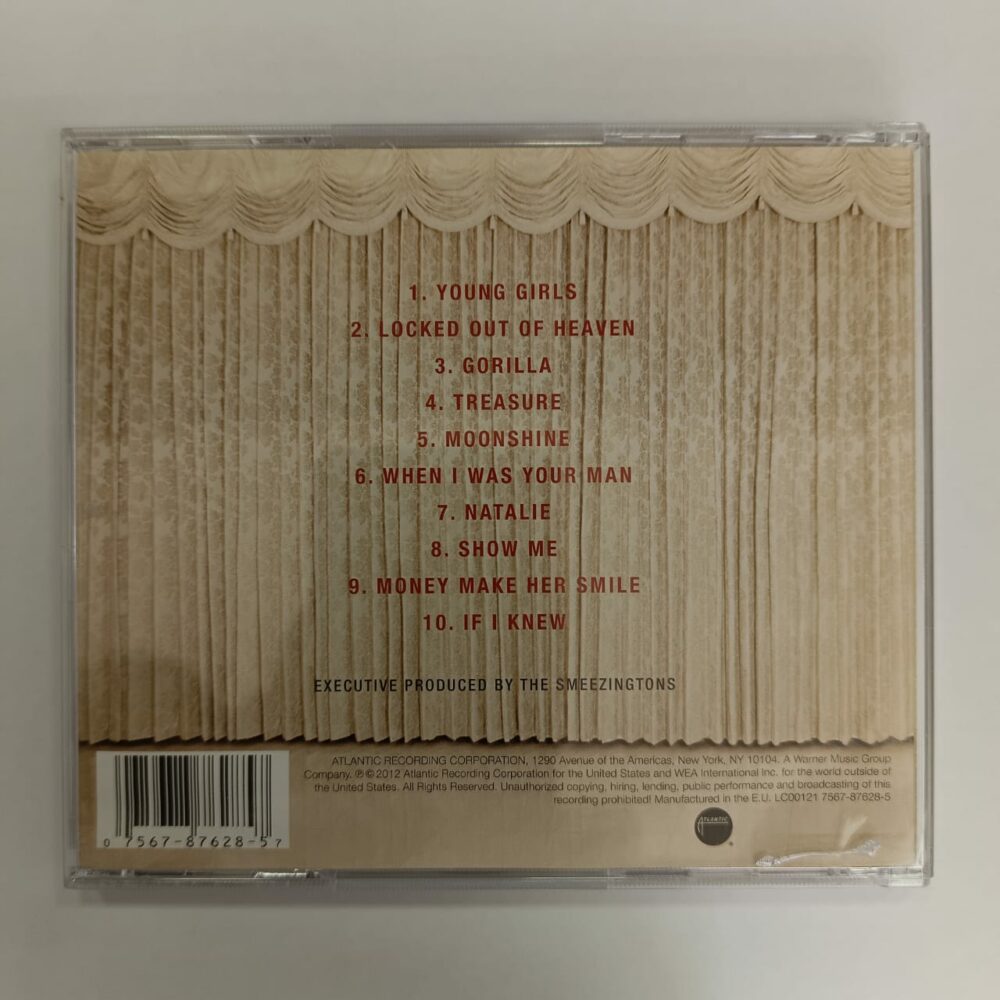 1. YOUNG GIRLS
2. LOCKED OUT OF HEAVEN
3. GORILLA
4. TREASURE
5. MOONSHINE
6. WHEN I WAS YOUR MAN
7. NATALIE
8. SHOW ME
9. MONEY MAKE HER SMILE
10. IF I KNEW
EXECUTIVE PRODUCED BY THE SMEEZINGTONS
ATLANTIC RECORDING CORPORATION, 1290 Avenue of the Americas, New York, NY 10104. A Warner Music Group
Company. ℗ © 2012 Atlantic Recording Corporation for the United States and WEA International Inc. for the world outside of
the United States. All Rights Reserved. Unauthorized copying, hiring, lending, public performance and broadcasting of this
recording prohibited! Manufactured in the E.U. LC00121 7567-87628-5
0 7567-87628-5 7
ATLANTIC